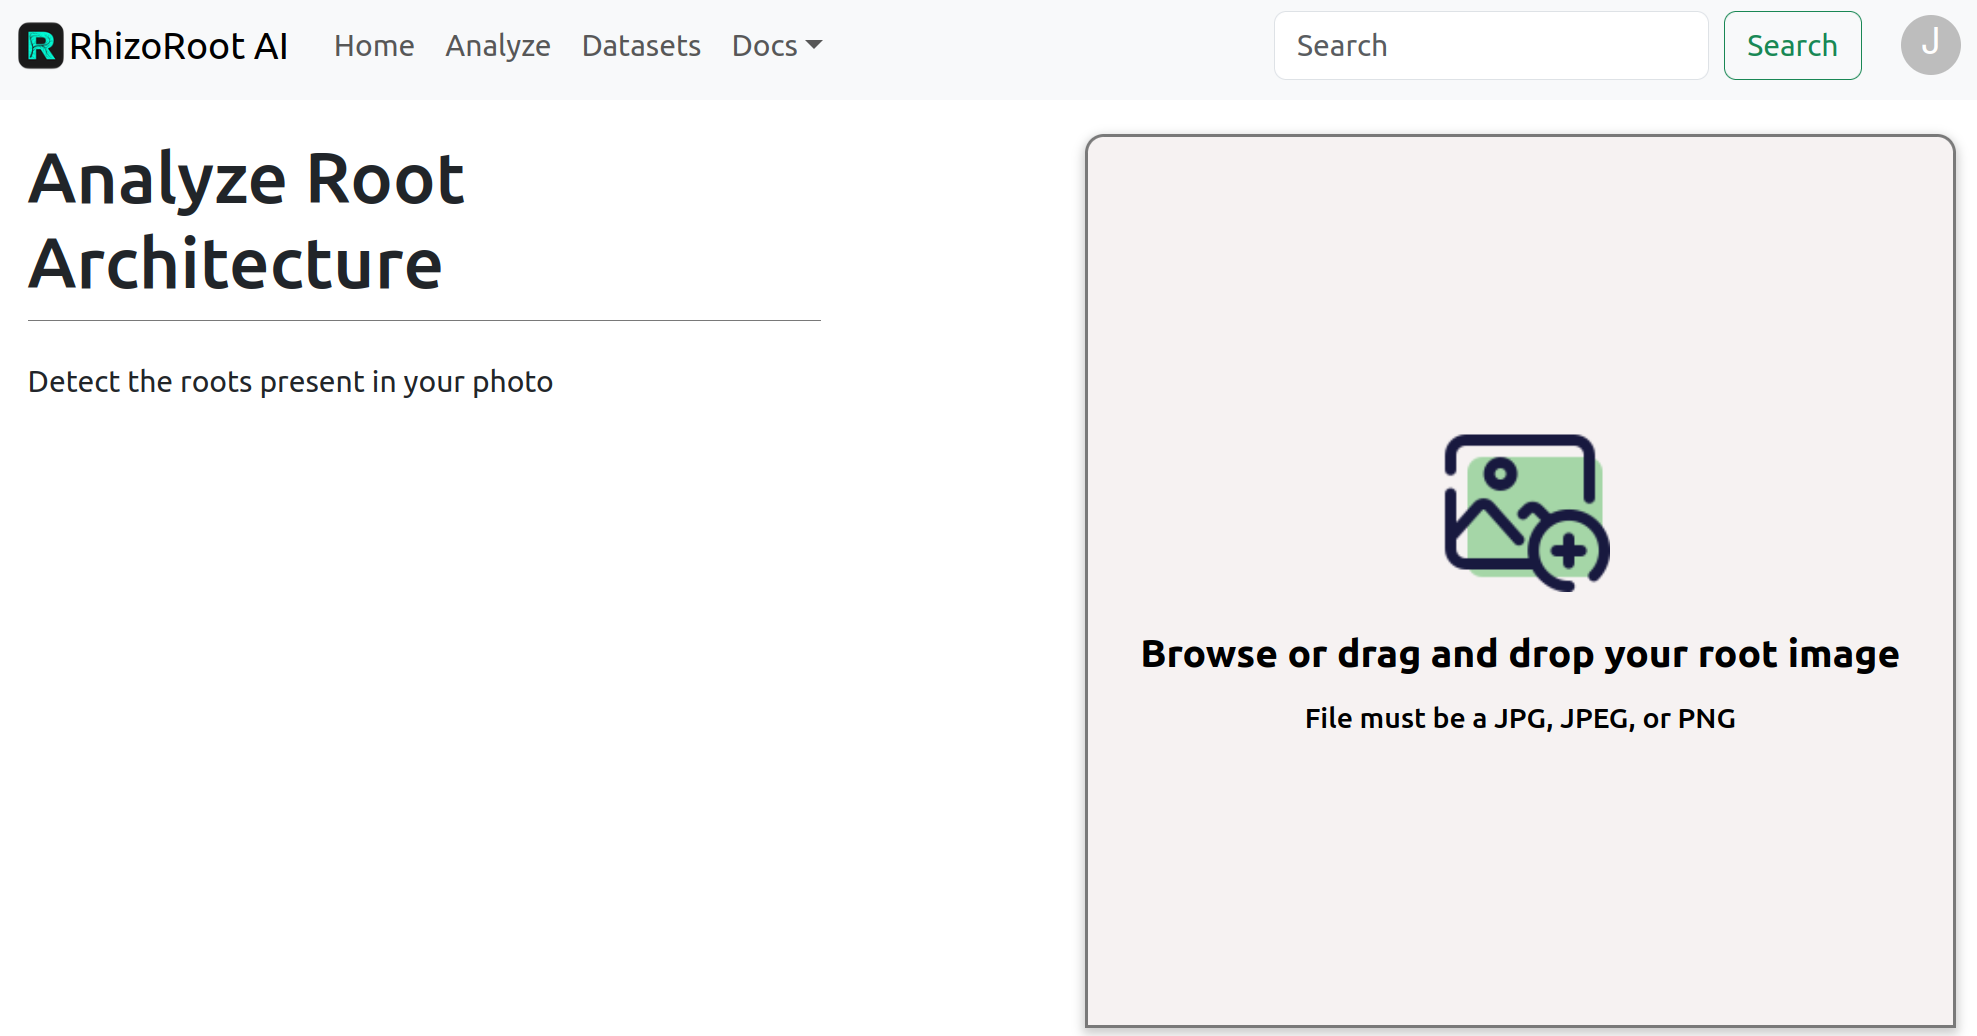 RhizoRoot AI Home Analyze Datasets Docs Search Search J
Analyze Root
Architecture
Detect the roots present in your photo
Browse or drag and drop your root image
File must be a JPG, JPEG, or PNG